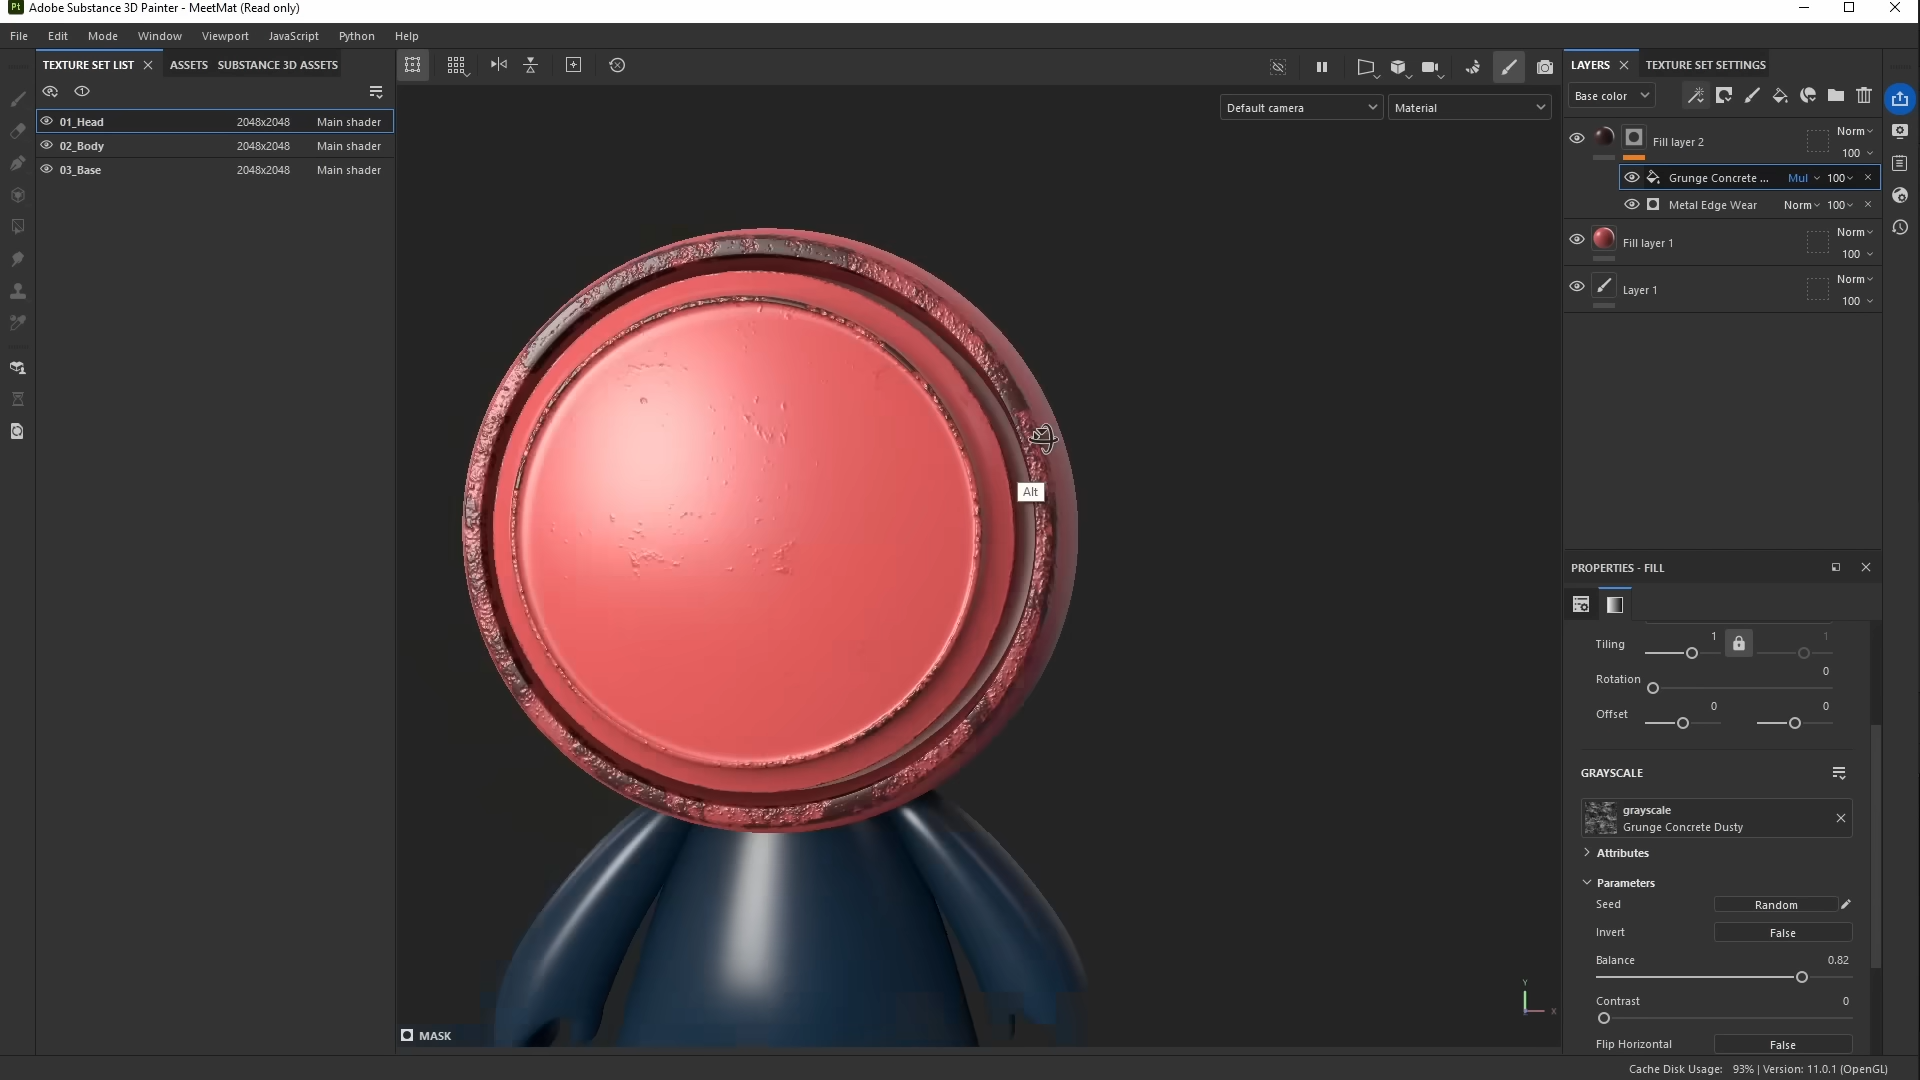 Pt Adobe Substance 3D Painter - MeetMat (Read only)
File Edit Mode Window Viewport JavaScript Python Help
TEXTURE SET LIST ASSETS SUBSTANCE 3D ASSETS
01_Head 2048x2048 Main shader
02_Body 2048x2048 Main shader
03_Base 2048x2048 Main shader
Default camera Material
Alt
Y
X
MASK
LAYERS TEXTURE SET SETTINGS
Base color
Fill layer 2 Norm
100
Grunge Concrete ... Mul 100
Metal Edge Wear Norm 100
Fill layer 1 Norm
100
Layer 1 Norm
100
PROPERTIES - FILL
Tiling 1 1
Rotation 0
Offset 0 0
GRAYSCALE
grayscale
Grunge Concrete Dusty
Attributes
Parameters
Seed Random
Invert False
Balance 0.82
Contrast 0
Flip Horizontal False
Cache Disk Usage: 93% | Version: 11.0.1 (OpenGL)